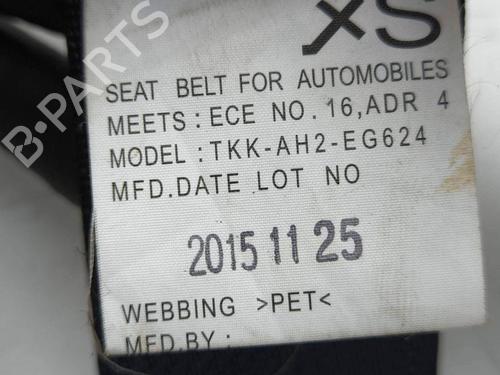 XS
SEAT BELT FOR AUTOMOBILES
MEETS : ECE NO. 16, ADR 4
MODEL : TKK-AH2-EG624
MFD.DATE LOT NO
2015 11 25
WEBBING >PET<
MFD.BY :
B-PARTS